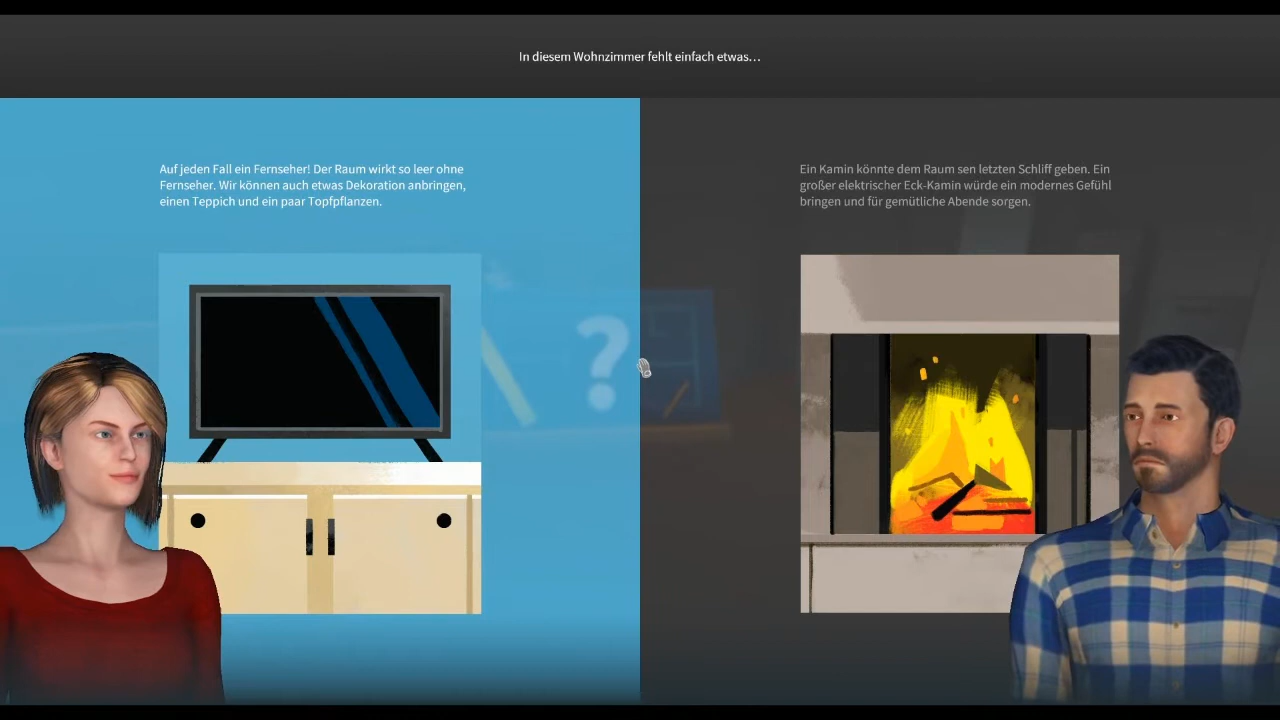 In diesem Wohnzimmer fehlt einfach etwas...
Auf jeden Fall ein Fernseher! Der Raum wirkt so leer ohne
Fernseher. Wir können auch etwas Dekoration anbringen,
einen Teppich und ein paar Topfpflanzen.
Ein Kamin könnte dem Raum sen letzten Schliff geben. Ein
großer elektrischer Eck-Kamin würde ein modernes Gefühl
bringen und für gemütliche Abende sorgen.
?